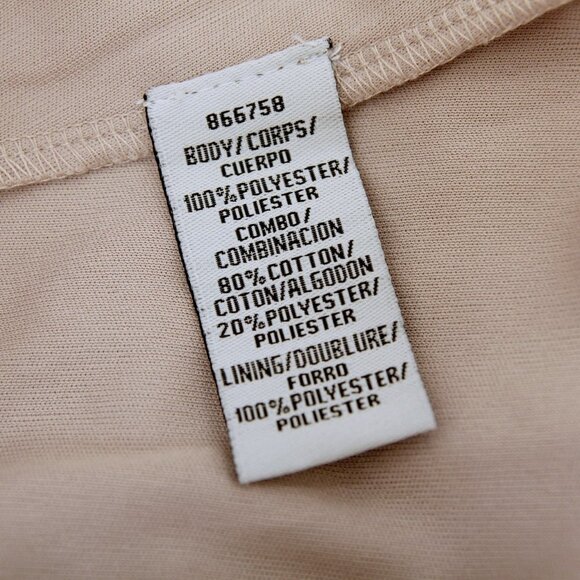 866758
BODY/CORPS/
CUERPO
100%POLYESTER/
POLIESTER
COMBO/
COMBINACION
80%COTTON/
COTON/ALGODON
20%POLYESTER/
POLIESTER
LINING/DOUBLURE/
FORRO
100%POLYESTER/
POLIESTER